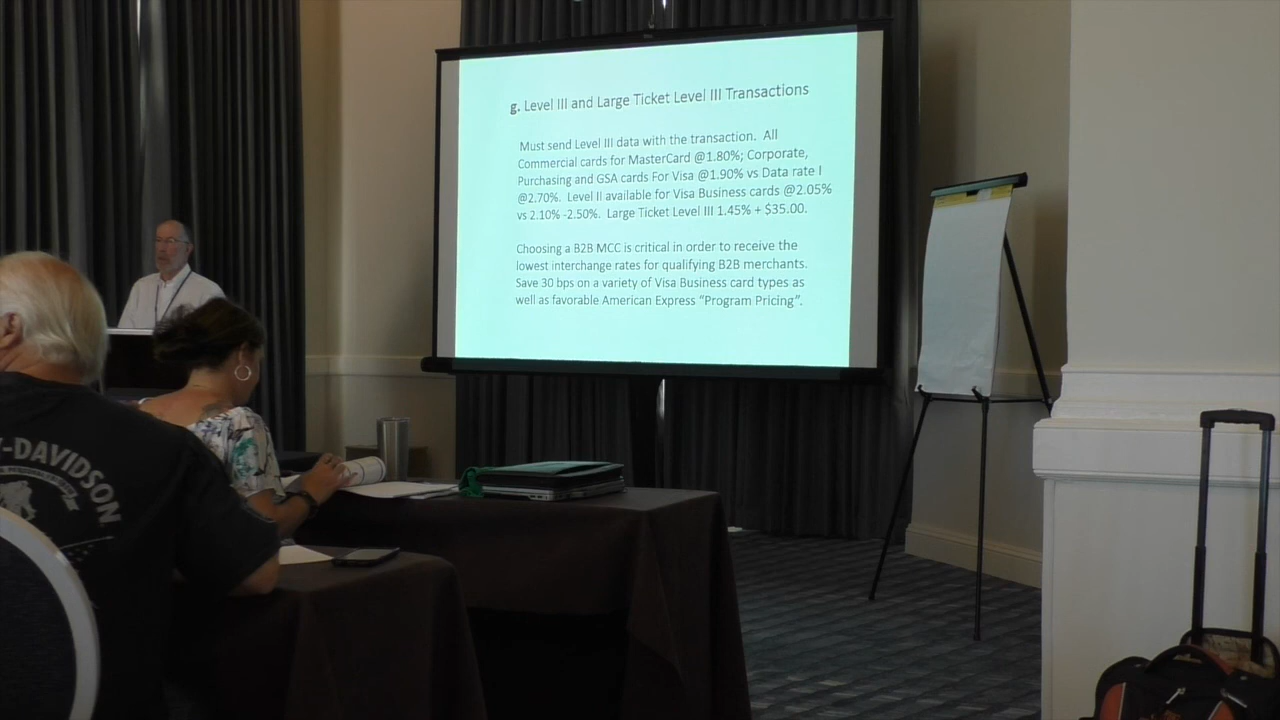 g. Level III and Large Ticket Level III Transactions
Must send Level III data with the transaction. All
Commercial cards for MasterCard @1.80%; Corporate,
Purchasing and GSA cards For Visa @1.90% vs Data rate I
@2.70%. Level II available for Visa Business cards @2.05%
vs 2.10% -2.50%. Large Ticket Level III 1.45% + $35.00.
Choosing a B2B MCC is critical in order to receive the
lowest interchange rates for qualifying B2B merchants.
Save 30 bps on a variety of Visa Business card types as
well as favorable American Express “Program Pricing”.
Y-DAVIDSON